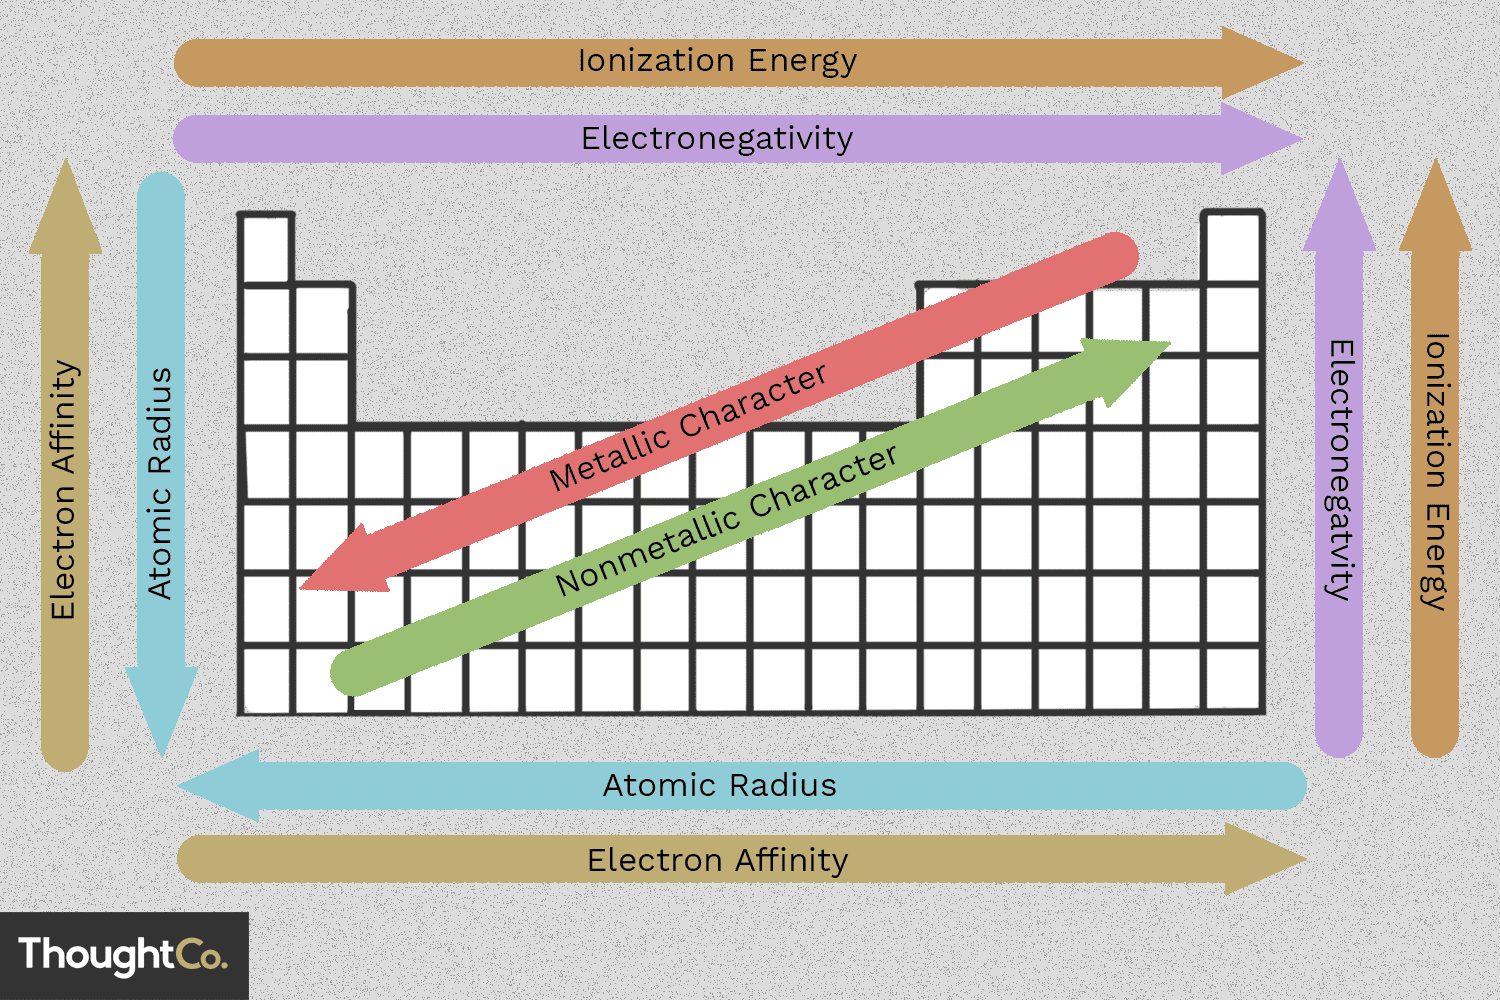 Ionization Energy
Electronegativity
Electron Affinity
Atomic Radius
Metallic Character
Nonmetallic Character
Electronegatvity
Ionization Energy
Atomic Radius
Electron Affinity
ThoughtCo.